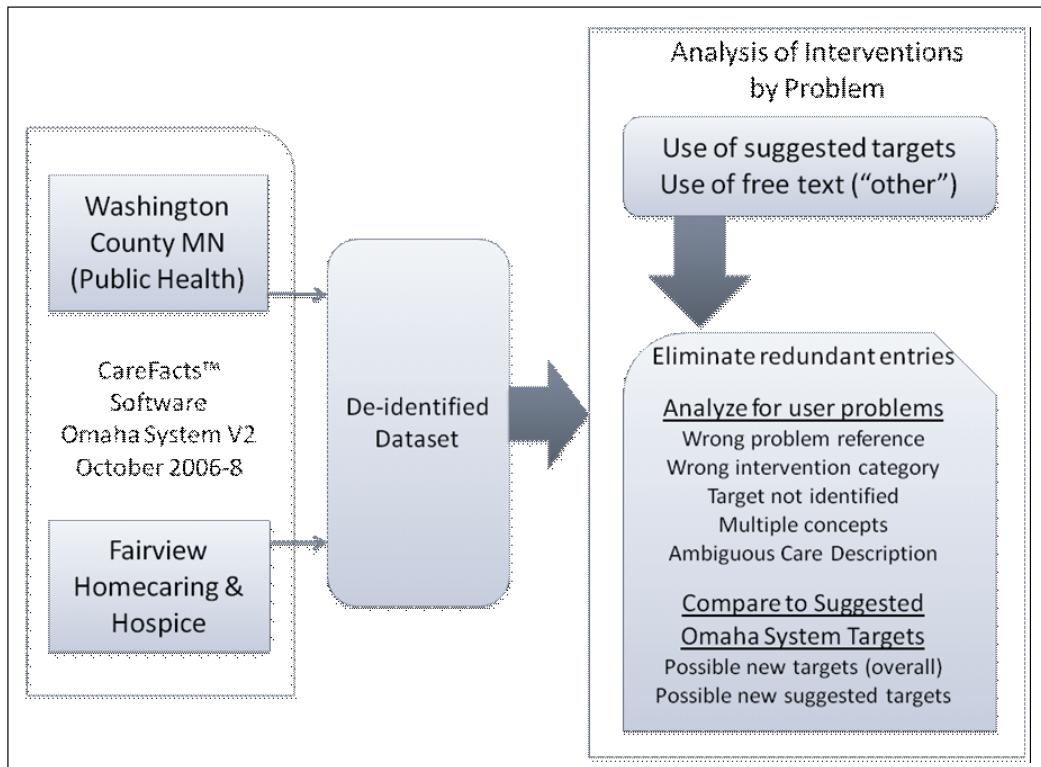 Washington
County MN
(Public Health)
CareFacts™
Software
Omaha System V2
October 2006-8
Fairview
Homecaring &
Hospice
De-identified
Dataset
Analysis of Interventions
by Problem
Use of suggested targets
Use of free text (“other”)
Eliminate redundant entries
Analyze for user problems
Wrong problem reference
Wrong intervention category
Target not identified
Multiple concepts
Ambiguous Care Description
Compare to Suggested
Omaha System Targets
Possible new targets (overall)
Possible new suggested targets